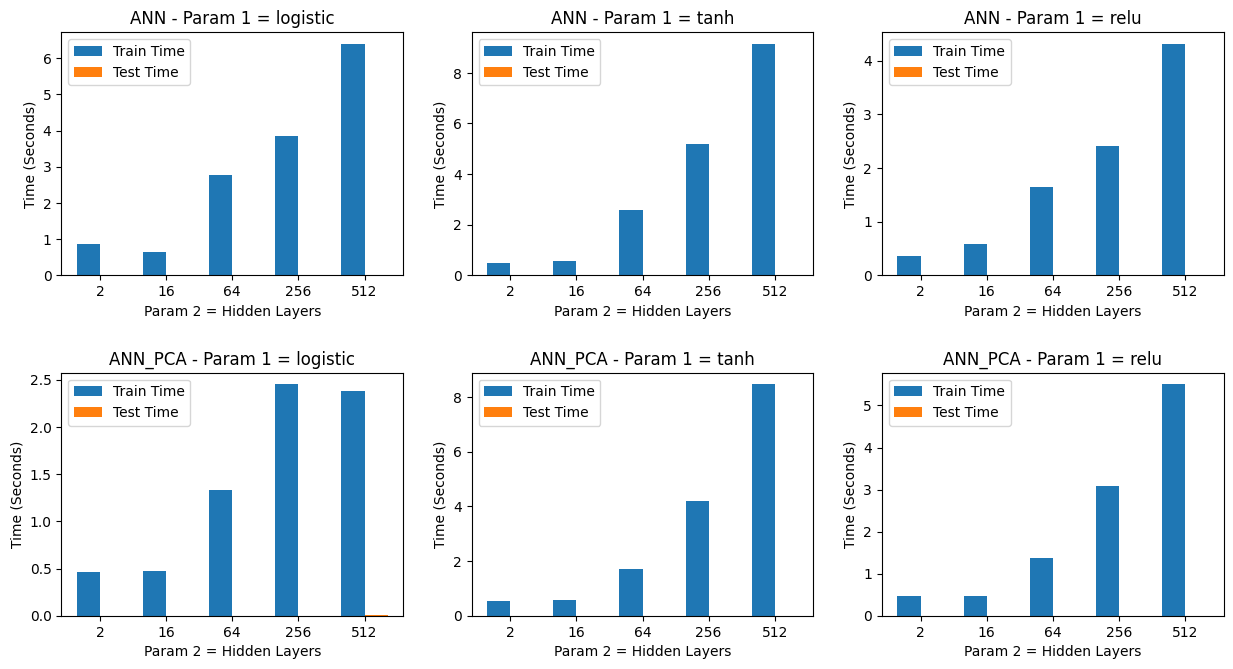 ANN - Param 1 = logistic
Train Time
Test Time
Time (Seconds)
6
5
4
3
2
1
0
2 16 64 256 512
Param 2 = Hidden Layers
ANN - Param 1 = tanh
Train Time
Test Time
Time (Seconds)
8
6
4
2
0
2 16 64 256 512
Param 2 = Hidden Layers
ANN - Param 1 = relu
Train Time
Test Time
Time (Seconds)
4
3
2
1
0
2 16 64 256 512
Param 2 = Hidden Layers
ANN_PCA - Param 1 = logistic
Train Time
Test Time
Time (Seconds)
2.5
2.0
1.5
1.0
0.5
0.0
2 16 64 256 512
Param 2 = Hidden Layers
ANN_PCA - Param 1 = tanh
Train Time
Test Time
Time (Seconds)
8
6
4
2
0
2 16 64 256 512
Param 2 = Hidden Layers
ANN_PCA - Param 1 = relu
Train Time
Test Time
Time (Seconds)
5
4
3
2
1
0
2 16 64 256 512
Param 2 = Hidden Layers